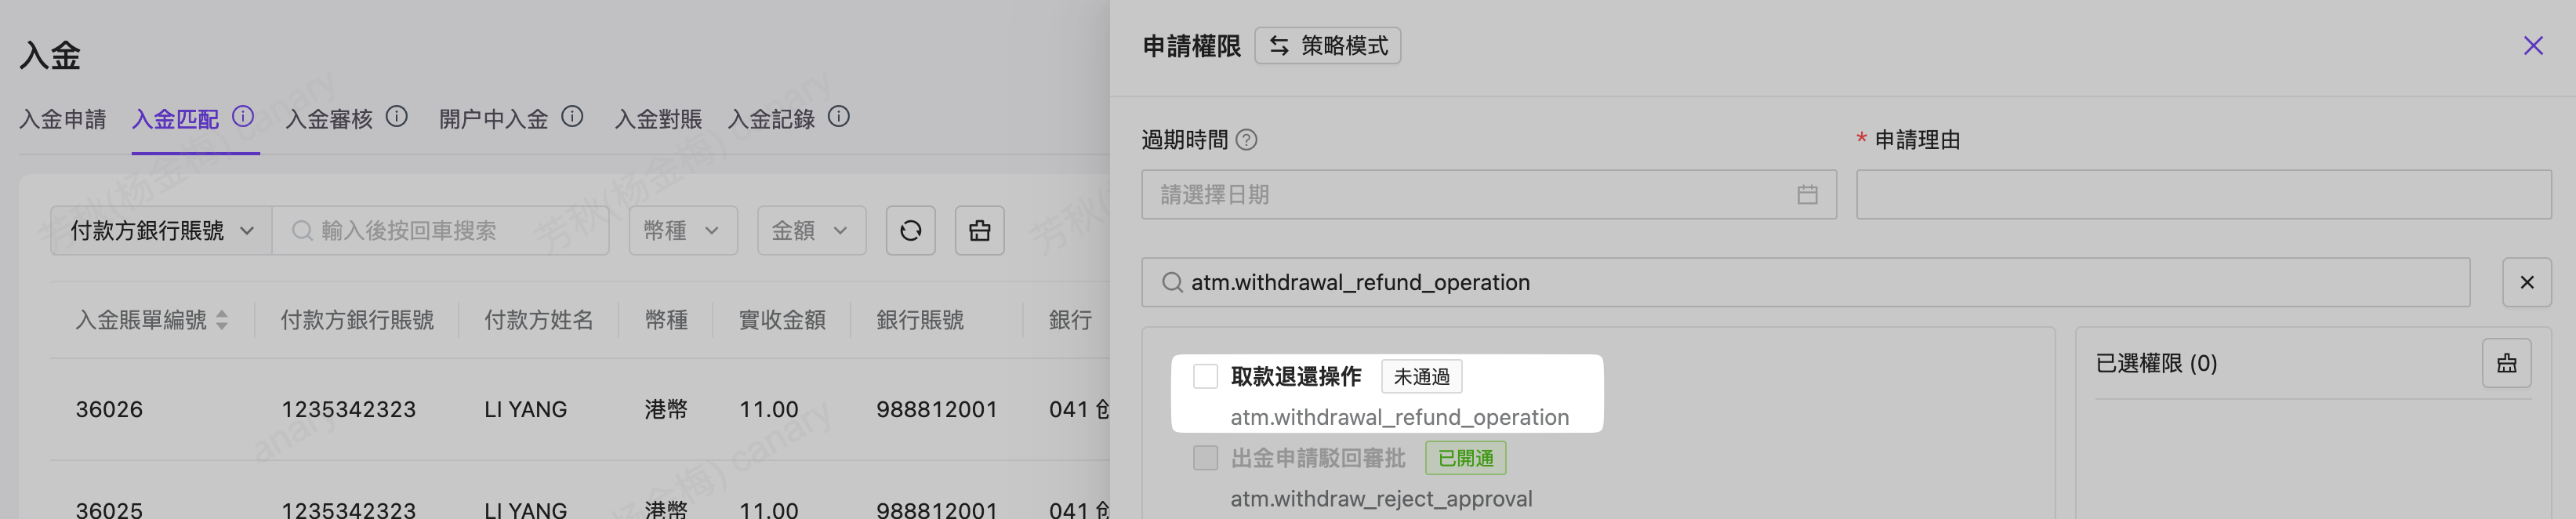 入金
入金申請 入金匹配 入金審核 開户中入金 入金對賬 入金記錄
付款方銀行賬號 輸入後按回車搜索 幣種 金額
入金賬單編號 付款方銀行賬號 付款方姓名 幣種 實收金額 銀行賬號 銀行
36026 1235342323 LI YANG 港幣 11.00 988812001 041
36025 1235342323 LI YANG 港幣 11.00 988812001 041
申請權限 策略模式
過期時間
請選擇日期
* 申請理由
atm.withdrawal_refund_operation
取款退還操作 未通過
atm.withdrawal_refund_operation
出金申請駁回審批 已開通
atm.withdraw_reject_approval
已選權限 (0)
芳秋(杨金梅) canary